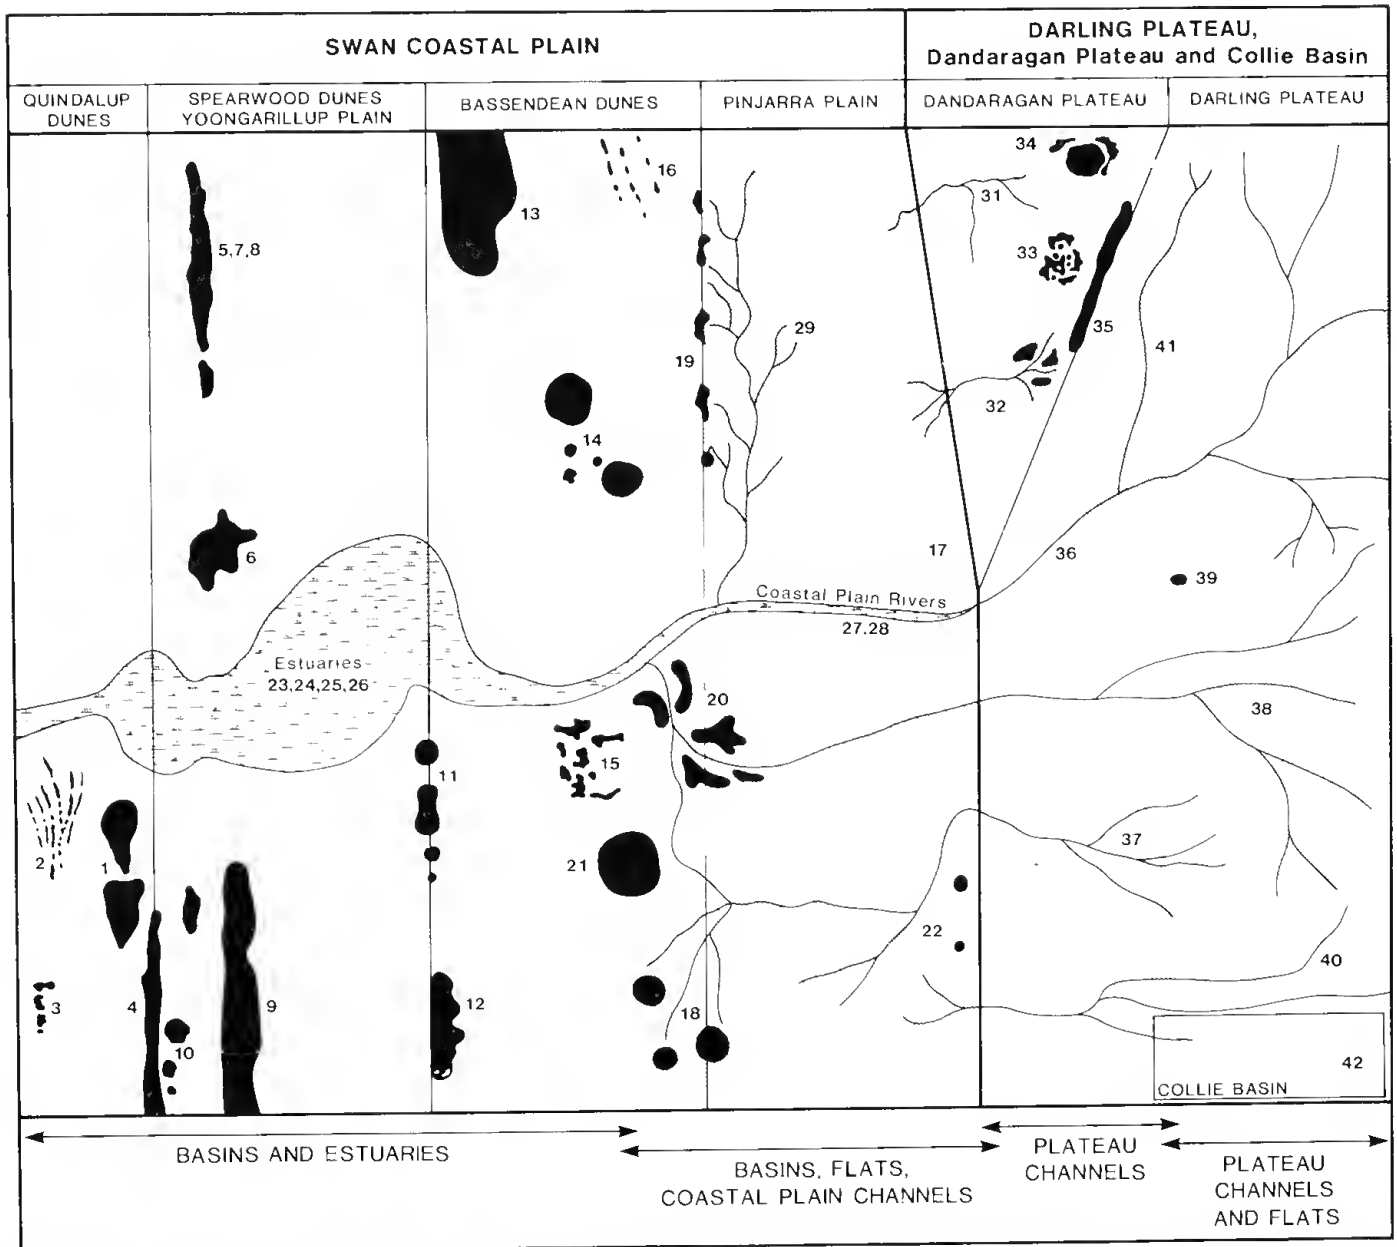 SWAN COASTAL PLAIN
DARLING PLATEAU,
Dandaragan Plateau and Collie Basin
QUINDALUP
DUNES
SPEARWOOD DUNES
YOONGARILLUP PLAIN
BASSENDEAN DUNES
PINJARRA PLAIN
DANDARAGAN PLATEAU
DARLING PLATEAU
34
16
31
13
5,7,8
33
35
29
41
19
32
14
17
36
6
39
Coastal Plain Rivers
27.28
Estuaries
23,24,25,26
20
38
15
11
37
2
1
21
22
40
3
4
9
12
18
10
42
COLLIE BASIN
BASINS AND ESTUARIES
BASINS, FLATS,
COASTAL PLAIN CHANNELS
PLATEAU
CHANNELS
PLATEAU
CHANNELS
AND FLATS